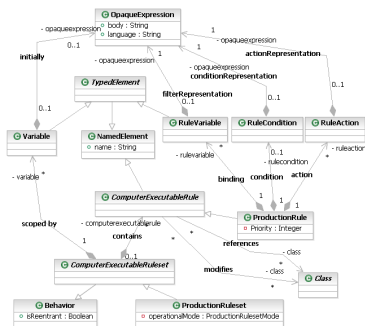 OpaqueExpression
body : String
language : String
1
1
1
- opaqueexpression
- opaqueexpression
- opaqueexpression
- opaqueexpression
actionRepresentation
conditionRepresentation
filterRepresentation
initially
0..1
TypedElement
0..1
0..1
0..1
0..1
Variable
NamedElement
name : String
RuleVariable
RuleCondition
RuleAction
- variable
*
- rulevariable
*
0..1
- rulecondition
*
- ruleaction
binding
condition
action
ComputerExecutableRule
1
1
1
ProductionRule
Priority : Integer
- computerexecutablerule
*
scoped by
contains
references
*
- class
*
1
0..1
ComputerExecutableRuleset
modifies
- class
*
*
Class
Behavior
isReentrant : Boolean
ProductionRuleset
operationalMode : ProductionRulesetMode